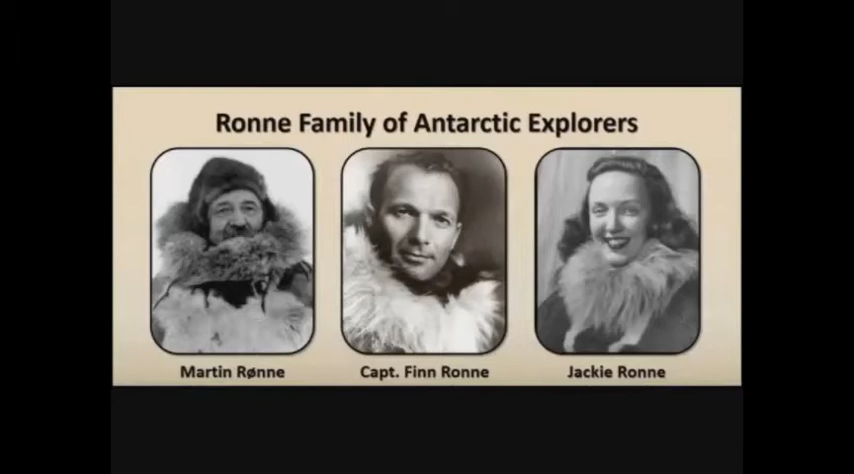 Ronne Family of Antarctic Explorers
Martin Rønne
Capt. Finn Ronne
Jackie Ronne